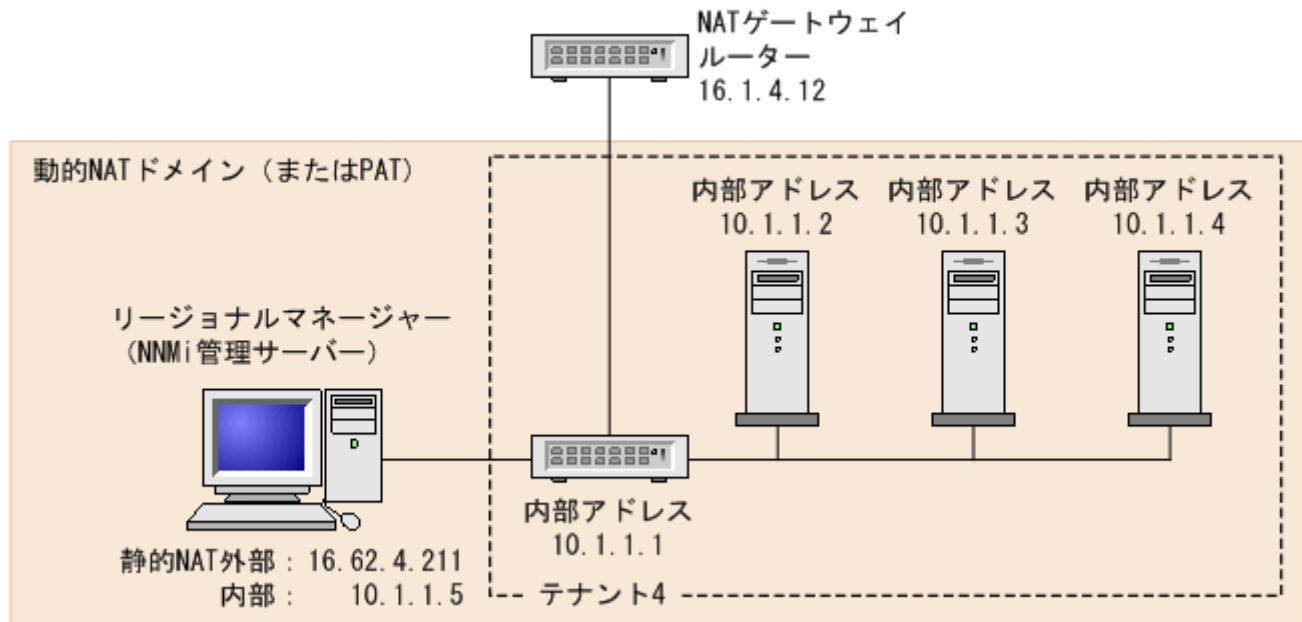 NATゲートウェイ
ルーター
16.1.4.12
動的NATドメイン（またはPAT）
内部アドレス
10.1.1.2
内部アドレス
10.1.1.3
内部アドレス
10.1.1.4
リージョナルマネージャー
（NNMi管理サーバー）
内部アドレス
10.1.1.1
静的NAT外部：16.62.4.211
内部：　10.1.1.5
テナント4